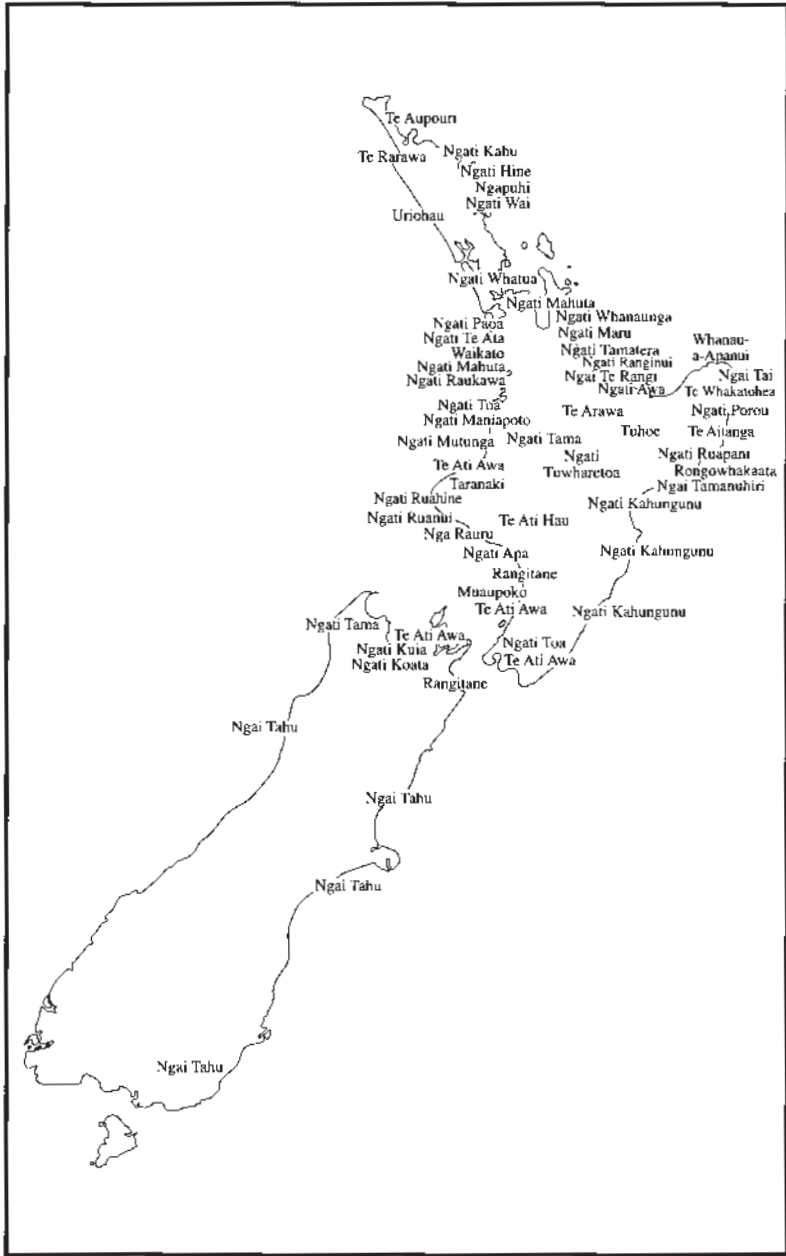 Te Aupouri
Ngati Kahu
Te Rarawa
Ngati Hine
Ngapuhi
Ngati Wai
Uriohau
Ngati Whatua
Ngati Mahuta
Ngati Whanaunga
Ngati Paoa
Ngati Maru
Ngati Te Ata
Waikato
Ngati Tamatera
Whanau-
a-Apanui
Ngati Mahuta
Ngati Ranginui
Ngati Raukawa
Ngai Te Rangi
Ngai Tai
Ngati Awa
Te Whakatohea
Ngati Toa
Te Arawa
Ngati Porou
Ngati Maniapoto
Tuhoe
Te Aitanga
Ngati Mutunga
Ngati Tama
Ngati
Tuwharetoa
Ngati Ruapani
Te Ati Awa
Rongowhakaata
Taranaki
Ngai Tamanuhiri
Ngati Ruahine
Ngati Kahungunu
Ngati Ruanui
Te Ati Hau
Nga Rauru
Ngati Apa
Ngati Kahungunu
Rangitane
Muaupoko
Te Ati Awa
Ngati Kahungunu
Ngati Tama
Te Ati Awa
Ngati Toa
Ngati Kuia
Te Ati Awa
Ngati Koata
Rangitane
Ngai Tahu
Ngai Tahu
Ngai Tahu
Ngai Tahu